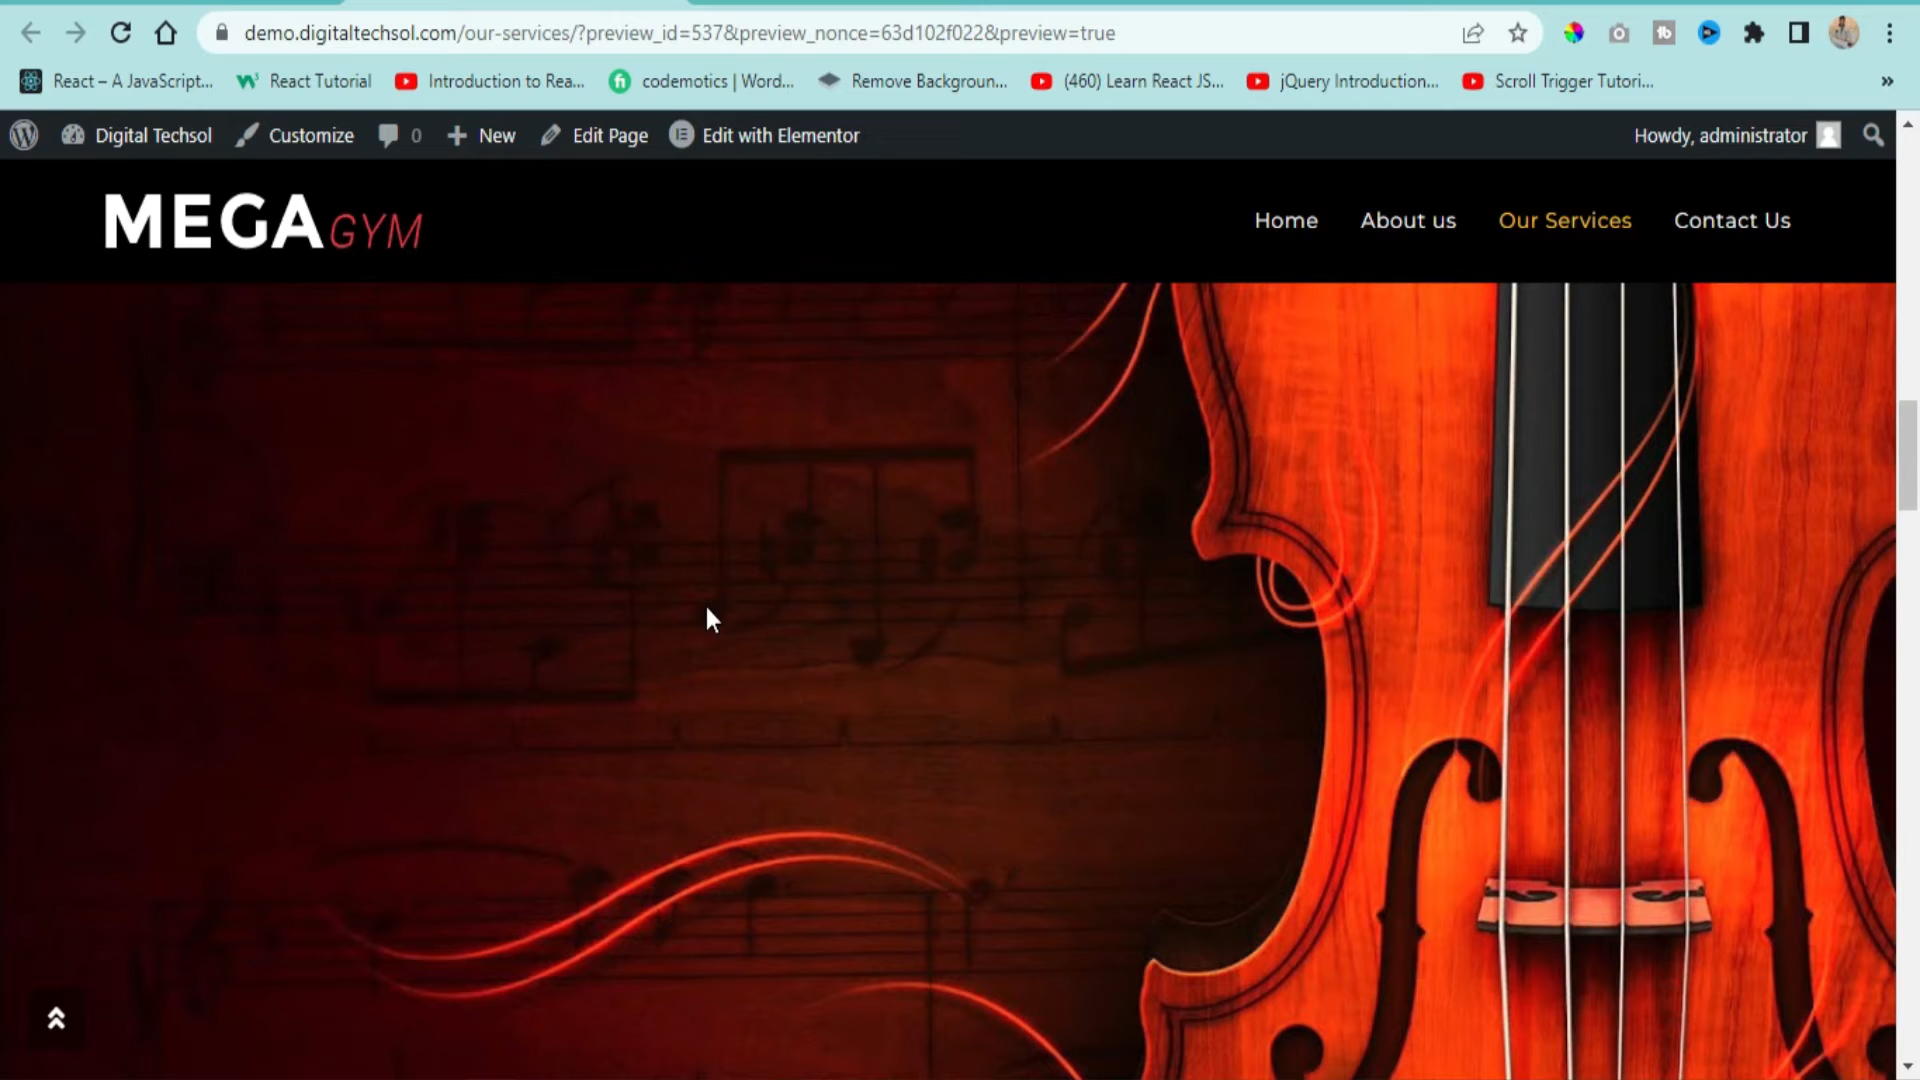 demo.digitaltechsol.com/our-services/?preview_id=537&preview_nonce=63d102f022&preview=true
React – A JavaScript... React Tutorial Introduction to Rea... codemotics | Word... Remove Backgroun... (460) Learn React JS... jQuery Introduction... Scroll Trigger Tutori... »
Digital Techsol Customize 0 New Edit Page Edit with Elementor Howdy, administrator
MEGA GYM Home About us Our Services Contact Us